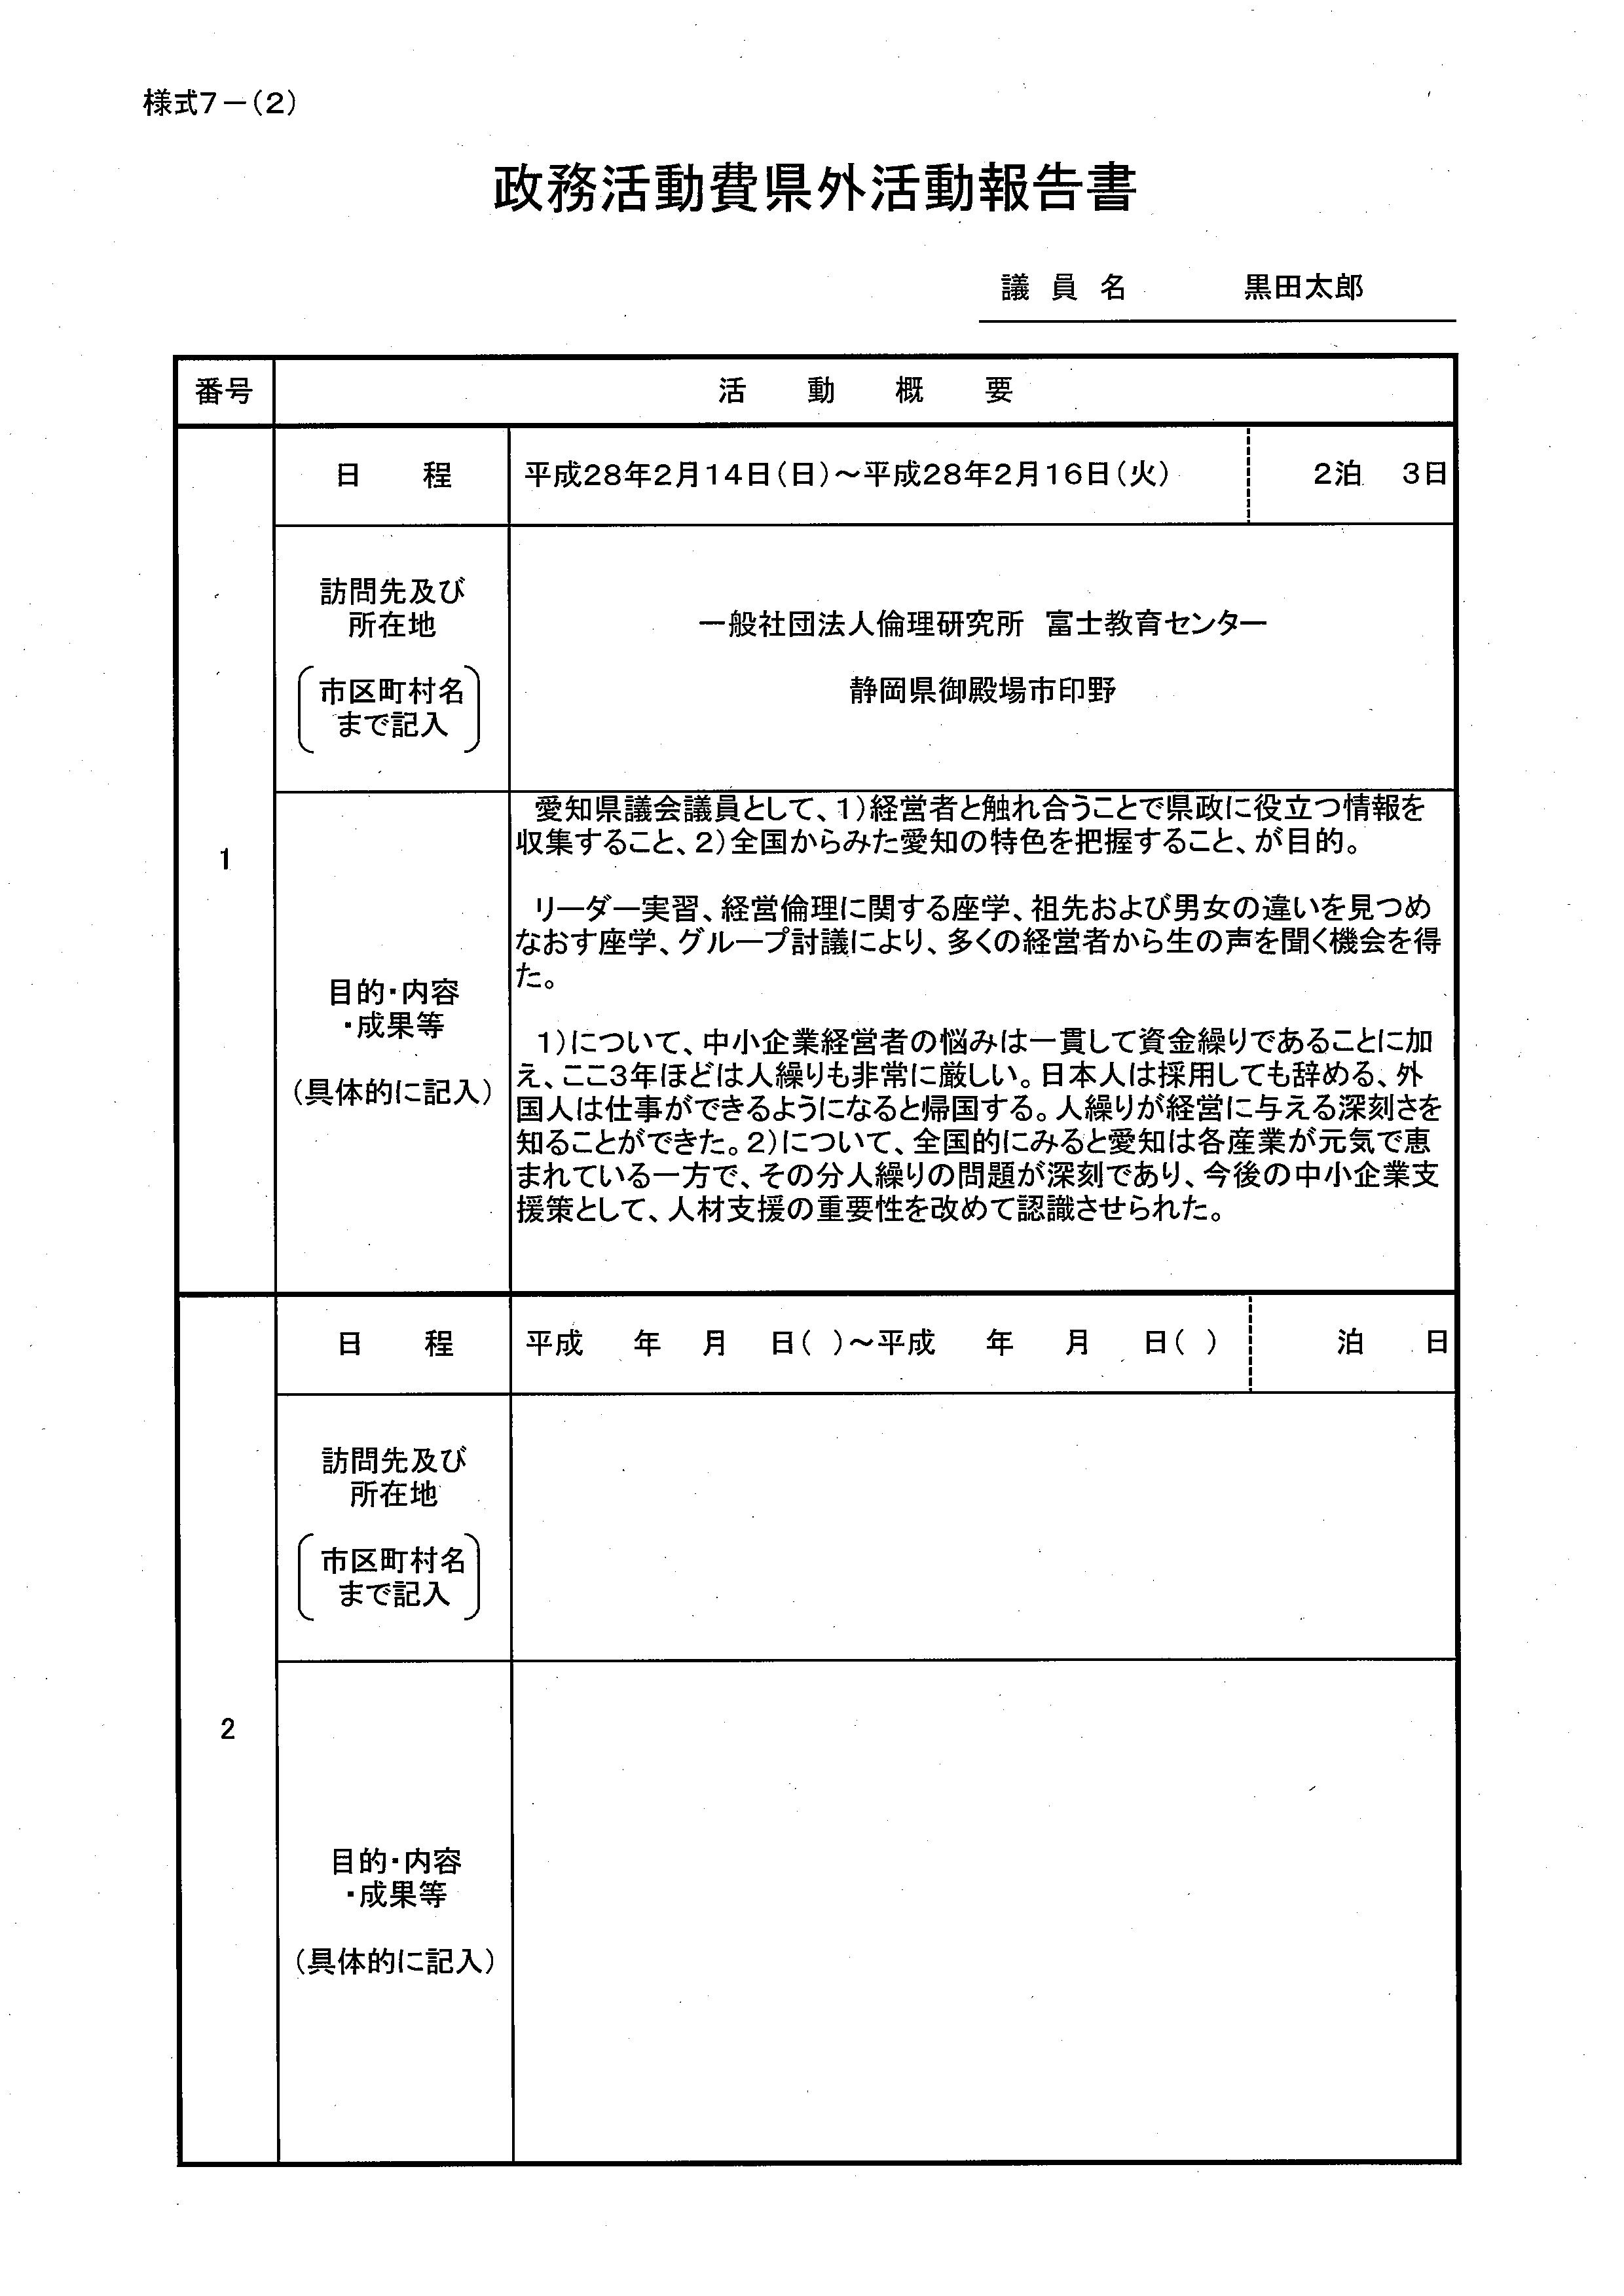 様式7－(2)
政務活動費県外活動報告書
議 員 名　黒田太郎
番号　活　動　概　要
1
日　程　平成28年2月14日(日)～平成28年2月16日(火)　2泊　3日
訪問先及び
所在地
市区町村名
まで記入
一般社団法人倫理研究所　富士教育センター
静岡県御殿場市印野
目的・内容
・成果等
(具体的に記入)
愛知県議会議員として、1)経営者と触れ合うことで県政に役立つ情報を
収集すること、2)全国からみた愛知の特色を把握すること、が目的。
リーダー実習、経営倫理に関する座学、祖先および男女の違いを見つめ
なおす座学、グループ討議により、多くの経営者から生の声を聞く機会を得
た。
1)について、中小企業経営者の悩みは一貫して資金繰りであることに加
え、ここ3年ほどは人繰りも非常に厳しい。日本人は採用しても辞める、外
国人は仕事ができるようになると帰国する。人繰りが経営に与える深刻さを
知ることができた。2)について、全国的にみると愛知は各産業が元気で恵
まれている一方で、その分人繰りの問題が深刻であり、今後の中小企業支
援策として、人材支援の重要性を改めて認識させられた。
2
日　程　平成　年　月　日(　)～平成　年　月　日(　)　泊　日
訪問先及び
所在地
市区町村名
まで記入
目的・内容
・成果等
(具体的に記入)